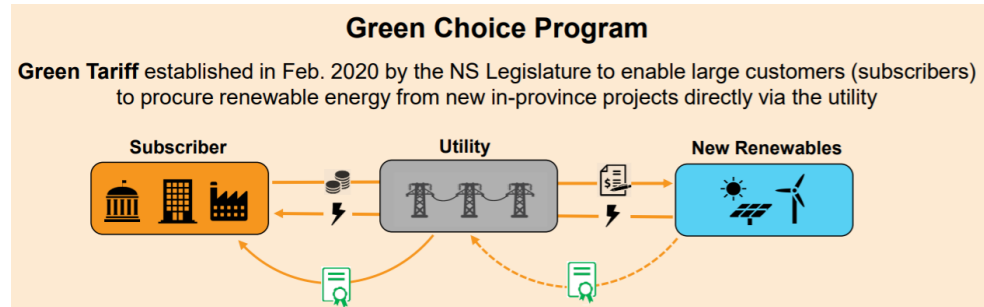 Green Choice Program
Green Tariff established in Feb. 2020 by the NS Legislature to enable large customers (subscribers)
to procure renewable energy from new in-province projects directly via the utility
Subscriber
Utility
New Renewables
$